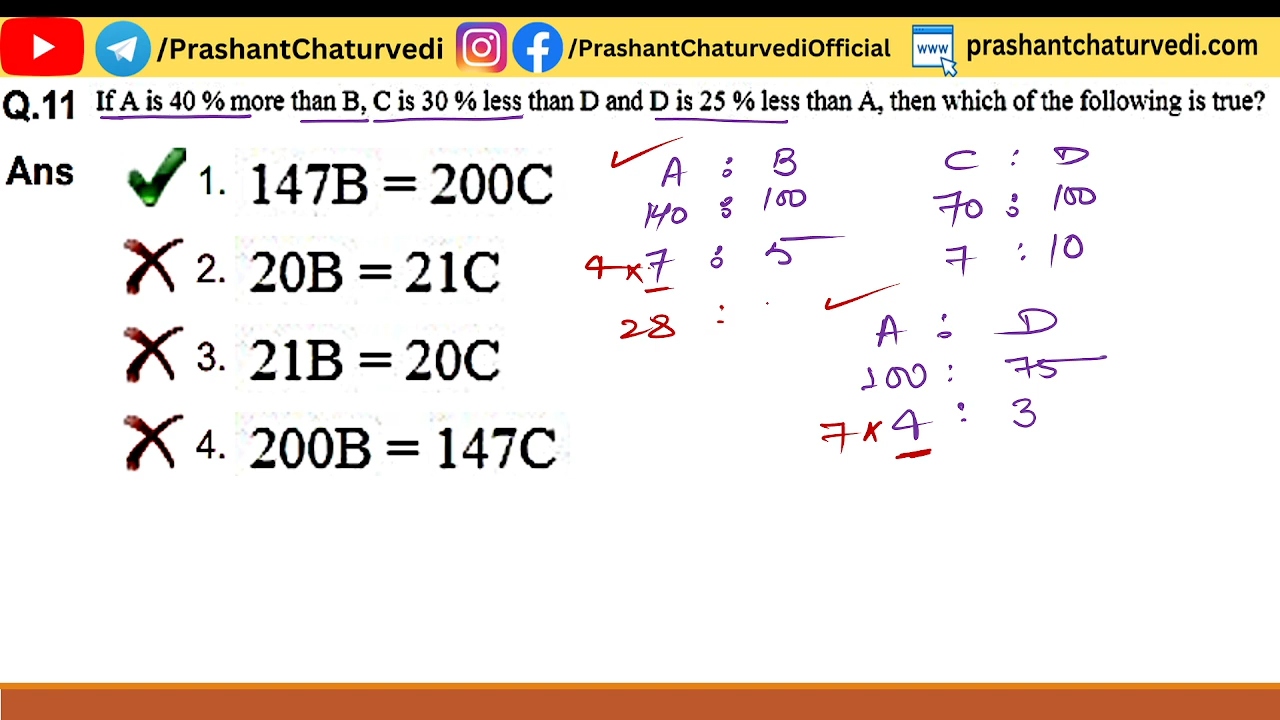 /PrashantChaturvedi /PrashantChaturvediOfficial www prashantchaturvedi.com
Q.11 If A is 40 % more than B, C is 30 % less than D and D is 25 % less than A, then which of the following is true?
Ans 1. 147B = 200C
2. 20B = 21C
3. 21B = 20C
4. 200B = 147C
A : B
140 : 100
4 × 7 : 5
28 :
C : D
70 : 100
7 : 10
A : D
100 : 75
7 × 4 : 3